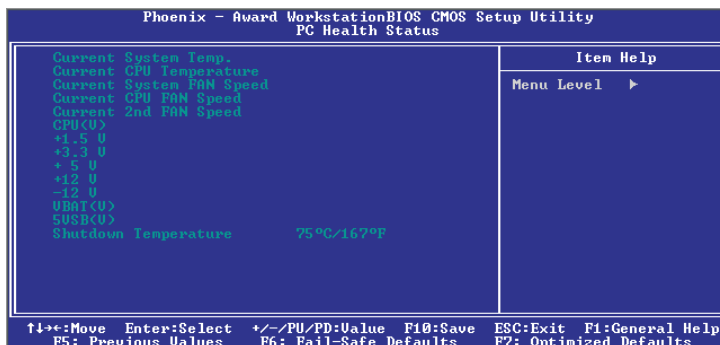 Phoenix - Award WorkstationBIOS CMOS Setup Utility
PC Health Status
Current System Temp.
Current CPU Temperature
Current System FAN Speed
Current CPU FAN Speed
Current 2nd FAN Speed
CPU(V)
+1.5 V
+3.3 V
+ 5 V
+12 V
-12 V
VBAT(V)
5VSB(V)
Shutdown Temperature 75°C/167°F
Item Help
Menu Level ►
↑↓→←:Move Enter:Select +/-/PU/PD:Value F10:Save ESC:Exit F1:General Help
F5: Previous Values F6: Fail-Safe Defaults F7: Optimized Defaults